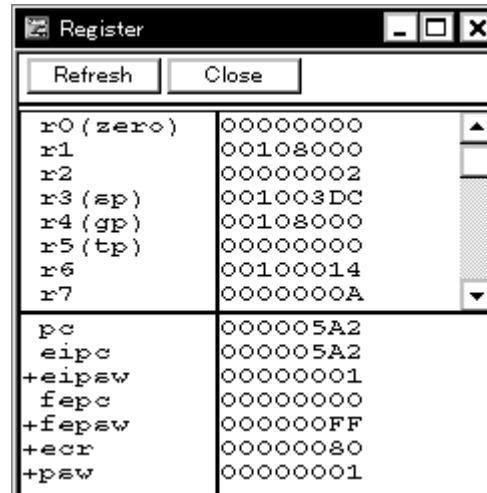 Register
Refresh Close
r0(zero) 00000000
r1 00108000
r2 00000002
r3(sp) 001003DC
r4(gp) 00108000
r5(tp) 00000000
r6 00100014
r7 0000000A
pc 000005A2
eipc 000005A2
+eipsw 00000001
fepc 00000000
+fepsw 000000FF
+ecr 00000080
+psw 00000001